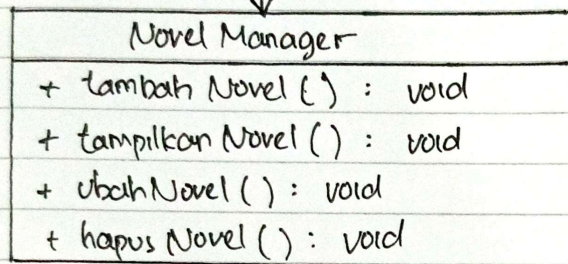 Novel Manager
+ tambah Novel ( ) : void
+ tampilkan Novel ( ) : void
+ ubah Novel ( ) : void
+ hapus Novel ( ) : void